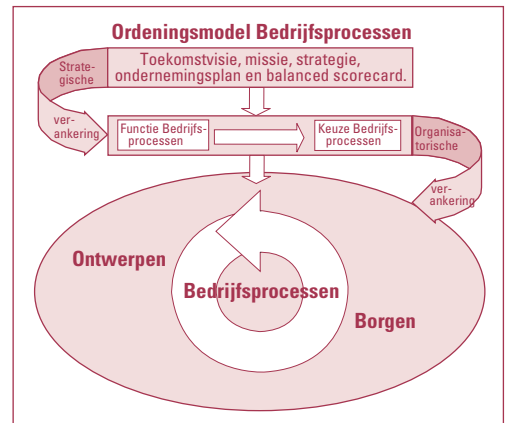 Ordeningsmodel Bedrijfsprocessen
Strate-
gische
Toekomstvisie, missie, strategie,
ondernemingsplan en balanced scorecard.
ver-
ankering
Functie Bedrijfs-
processen
Keuze Bedrijfs-
processen
Organisa-
torische
ver-
ankering
Ontwerpen
Bedrijfsprocessen
Borgen